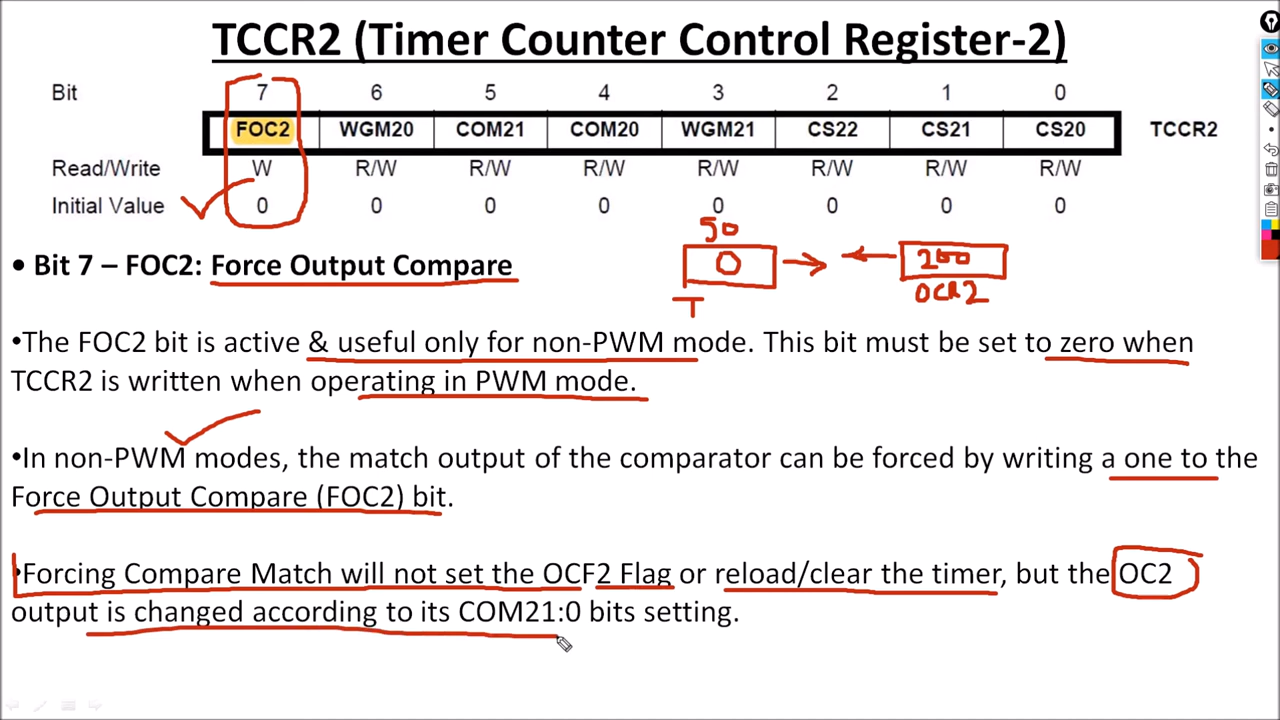 TCCR2 (Timer Counter Control Register-2)
Bit 7 6 5 4 3 2 1 0
FOC2 WGM20 COM21 COM20 WGM21 CS22 CS21 CS20 TCCR2
Read/Write W R/W R/W R/W R/W R/W R/W R/W
Initial Value 0 0 0 0 0 0 0 0
50
• Bit 7 – FOC2: Force Output Compare
0 200
T OCR2
•The FOC2 bit is active & useful only for non-PWM mode. This bit must be set to zero when
TCCR2 is written when operating in PWM mode.
•In non-PWM modes, the match output of the comparator can be forced by writing a one to the
Force Output Compare (FOC2) bit.
•Forcing Compare Match will not set the OCF2 Flag or reload/clear the timer, but the OC2
output is changed according to its COM21:0 bits setting.